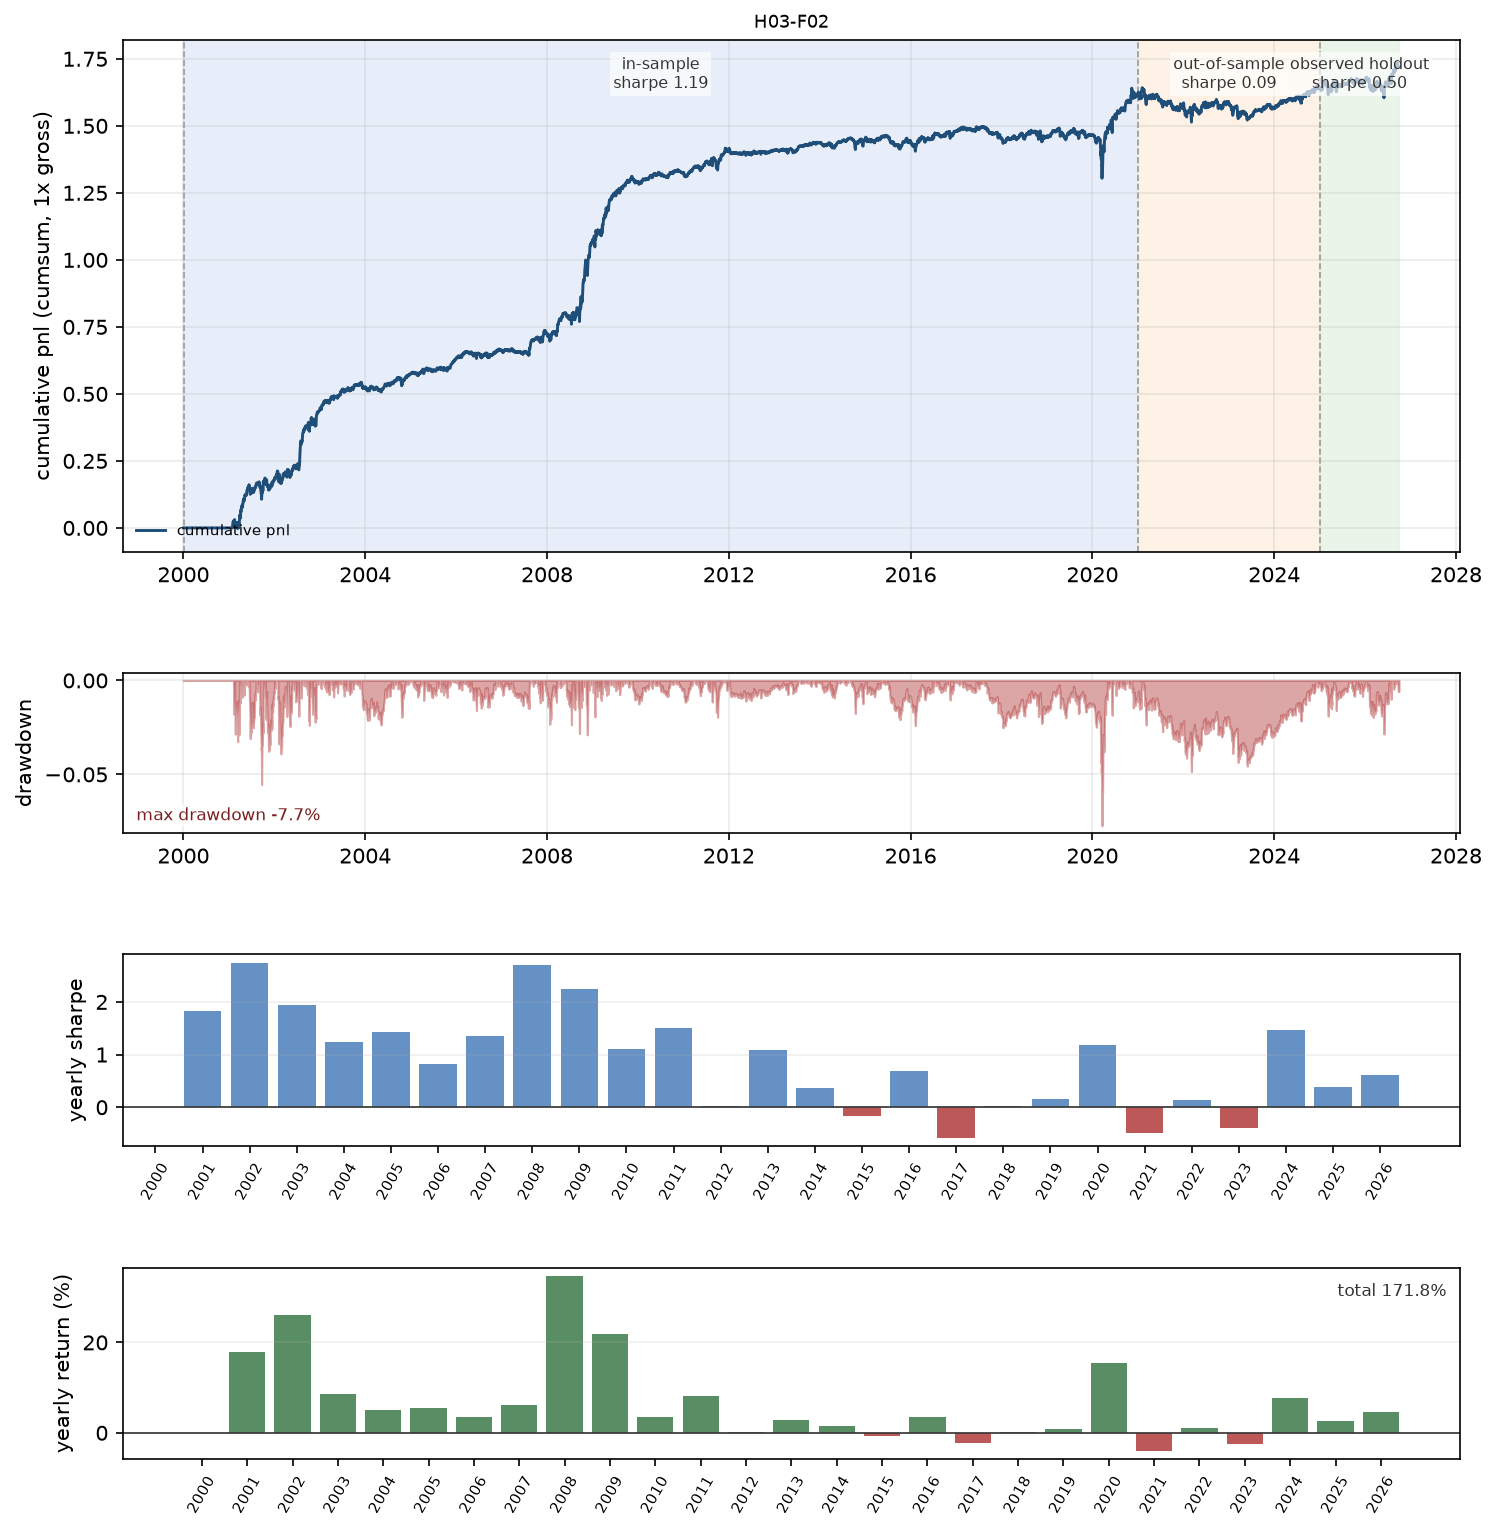 H03-F02
cumulative pnl (cumsum, 1x gross)
1.75
1.50
1.25
1.00
0.75
0.50
0.25
0.00
in-sample
sharpe 1.19
out-of-sample
sharpe 0.09
observed holdout
sharpe 0.50
cumulative pnl
2000 2004 2008 2012 2016 2020 2024 2028
drawdown
0.00
−0.05
max drawdown -7.7%
2000 2004 2008 2012 2016 2020 2024 2028
yearly sharpe
2
1
0
2000 2001 2002 2003 2004 2005 2006 2007 2008 2009 2010 2011 2012 2013 2014 2015 2016 2017 2018 2019 2020 2021 2022 2023 2024 2025 2026
yearly return (%)
20
0
total 171.8%
2000 2001 2002 2003 2004 2005 2006 2007 2008 2009 2010 2011 2012 2013 2014 2015 2016 2017 2018 2019 2020 2021 2022 2023 2024 2025 2026